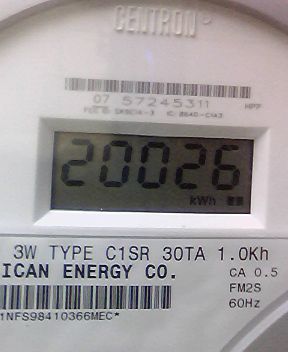 CENTRON
07 57245311
20026
kWh
3W TYPE C1SR 30TA 1.0Kh
ICAN ENERGY CO.
CA 0.5
FM2S
60Hz
1NFS98410366MEC*